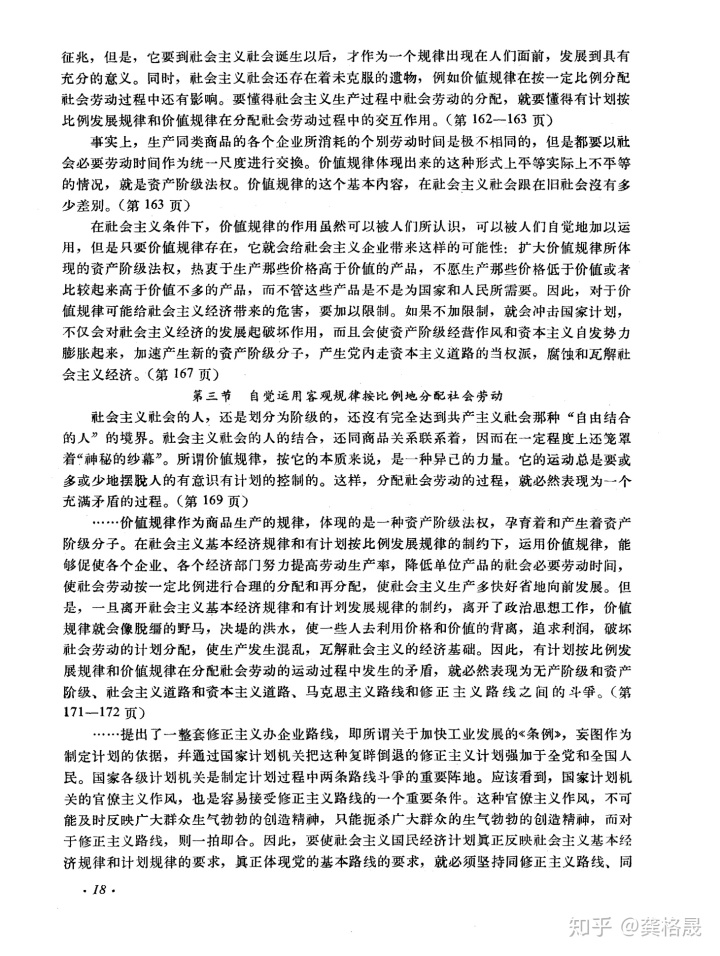 征兆，但是，它要到社会主义社会诞生以后，才作为一个规律出现在人们面前，发展到具有
充分的意义。同时，社会主义社会还存在着未克服的遗物，例如价値规律在按一定比例分配
社会劳动过程中还有影响。要懂得社会主义生产过程中社会劳动的分配，就要懂得有计划按
比例发展规律和价値规律在分配社会劳动过程中的交互作用。（第 162—163 页）
事实上，生产同类商品的各个企业所消耗的个别劳动时间是极不相同的，但是都要以社
会必要劳动时间作为统一尺度进行交换。价値规律体现出来的这种形式上平等实际上不平等
的情况，就是资产阶级法权。价値规律的这个基本内容，在社会主义社会跟在旧社会沒有多
少差别。（第 163 页）
在社会主义条件下，价値规律的作用虽然可以被人们所认识，可以被人们自觉地加以运
用，但是只要价値规律存在，它就会给社会主义企业带来这样的可能性：扩大价値规律所体
现的资产阶级法权，热衷于生产那些价格高于价値的产品，不愿生产那些价格低于价値或者
比较起来高于价値不多的产品，而不管这些产品是不是为国家和人民所需要。因此，对于价
値规律可能给社会主义经济带来的危害，要加以限制。如果不加限制，就会冲击国家计划，
不仅会对社会主义经济的发展起破坏作用，而且会使资产阶级经营作风和资本主义自发势力
膨胀起来，加速产生新的资产阶级分子，产生党内走资本主义道路的当权派，腐蚀和瓦解社
会主义经济。（第 167 页）
第三节 自觉运用客观规律按比例地分配社会劳动
社会主义社会的人，还是划分为阶级的，还沒有完全达到共产主义社会那种“自由结合
的人”的境界。社会主义社会的人的结合，还同商品关系联系着，因而在一定程度上还笼罩
着“神秘的纱幕”。所谓价値规律，按它的本质来说，是一种异己的力量。它的运动总是要或
多或少地摆脫人的有意识有计划的控制的。这样，分配社会劳动的过程，就必然表现为一个
充满矛盾的过程。（第 169 页）
……价値规律作为商品生产的规律，体现的是一种资产阶级法权，孕育着和产生着资产
阶级分子。在社会主义基本经济规律和有计划按比例发展规律的制约下，运用价値规律，能
够促使各个企业、各个经济部门努力提高劳动生产率，降低单位产品的社会必要劳动时间，
使社会劳动按一定比例进行合理的分配和再分配，使社会主义生产多快好省地向前发展。但
是，一旦离开社会主义基本经济规律和有计划发展规律的制约，离开了政治思想工作，价値
规律就会像脫缰的野马，决堤的洪水，使一些人去利用价格和价値的背离，追求利润，破坏
社会劳动的计划分配，使生产发生混乱，瓦解社会主义的经济基础。因此，有计划按比例发
展规律和价値规律在分配社会劳动的运动过程中发生的矛盾，就必然表现为无产阶级和资产
阶级、社会主义道路和资本主义道路、马克思主义路线和修正主义路线之间的斗爭。（第
171—172 页）
……提出了一整套修正主义办企业路线，即所谓关于加快工业发展的《条例》，妄图作为
制定计划的依据，幷通过国家计划机关把这种复辟倒退的修正主义计划强加于全党和全国人
民。国家各级计划机关是制定计划过程中两条路线斗爭的重要阵地。应该看到，国家计划机
关的官僚主义作风，也是容易接受修正主义路线的一个重要条件。这种官僚主义作风，不可
能及时反映广大群众生气勃勃的创造精神，只能扼杀广大群众的生气勃勃的创造精神，而对
于修正主义路线，则一拍即合。因此，要使社会主义国民经济计划眞正反映社会主义基本经
济规律和计划规律的要求，眞正体现党的基本路线的要求，就必须坚持同修正主义路线、同
· 18 ·
知乎 @龚格晟